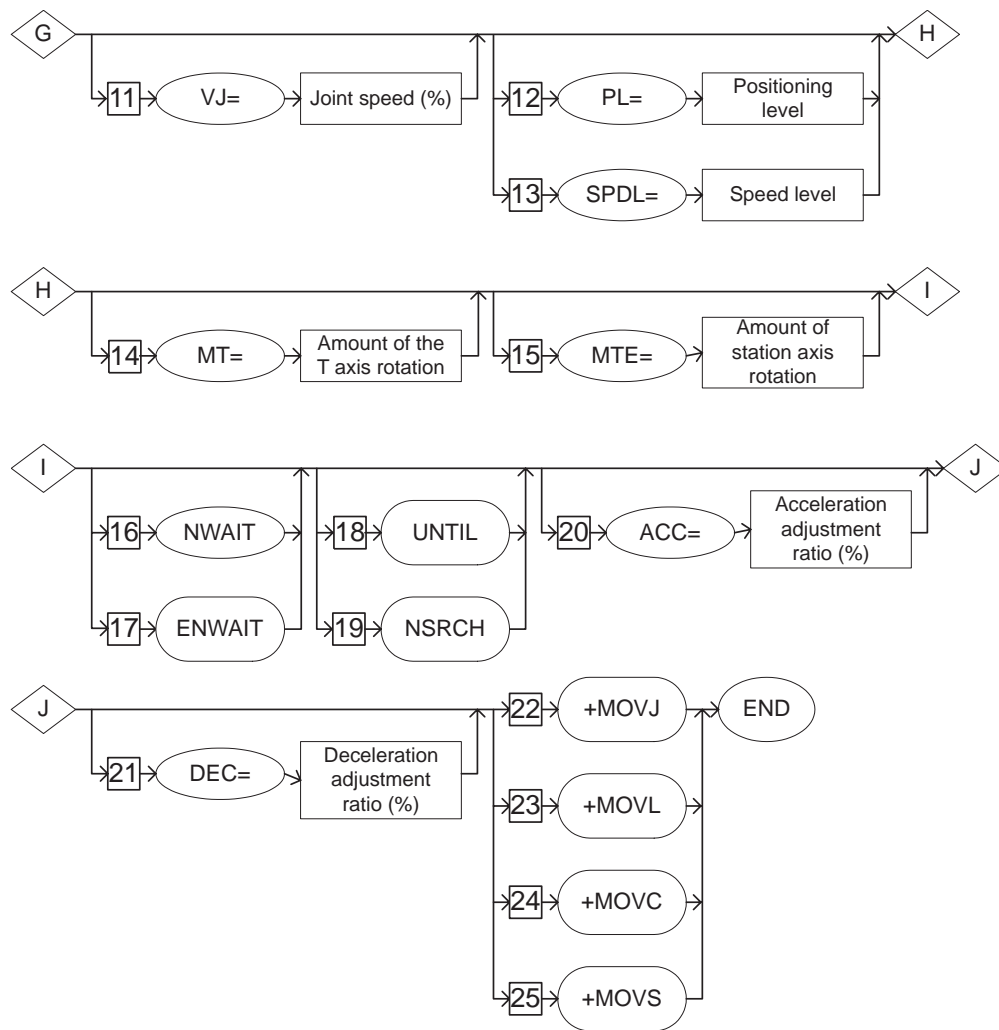 G
H
11
VJ=
Joint speed (%)
12
PL=
Positioning
level
13
SPDL=
Speed level
H
I
14
MT=
Amount of the
T axis rotation
15
MTE=
Amount of
station axis
rotation
I
J
16
NWAIT
18
UNTIL
20
ACC=
Acceleration
adjustment
ratio (%)
17
ENWAIT
19
NSRCH
J
21
DEC=
Deceleration
adjustment
ratio (%)
22
+MOVJ
END
23
+MOVL
24
+MOVC
25
+MOVS